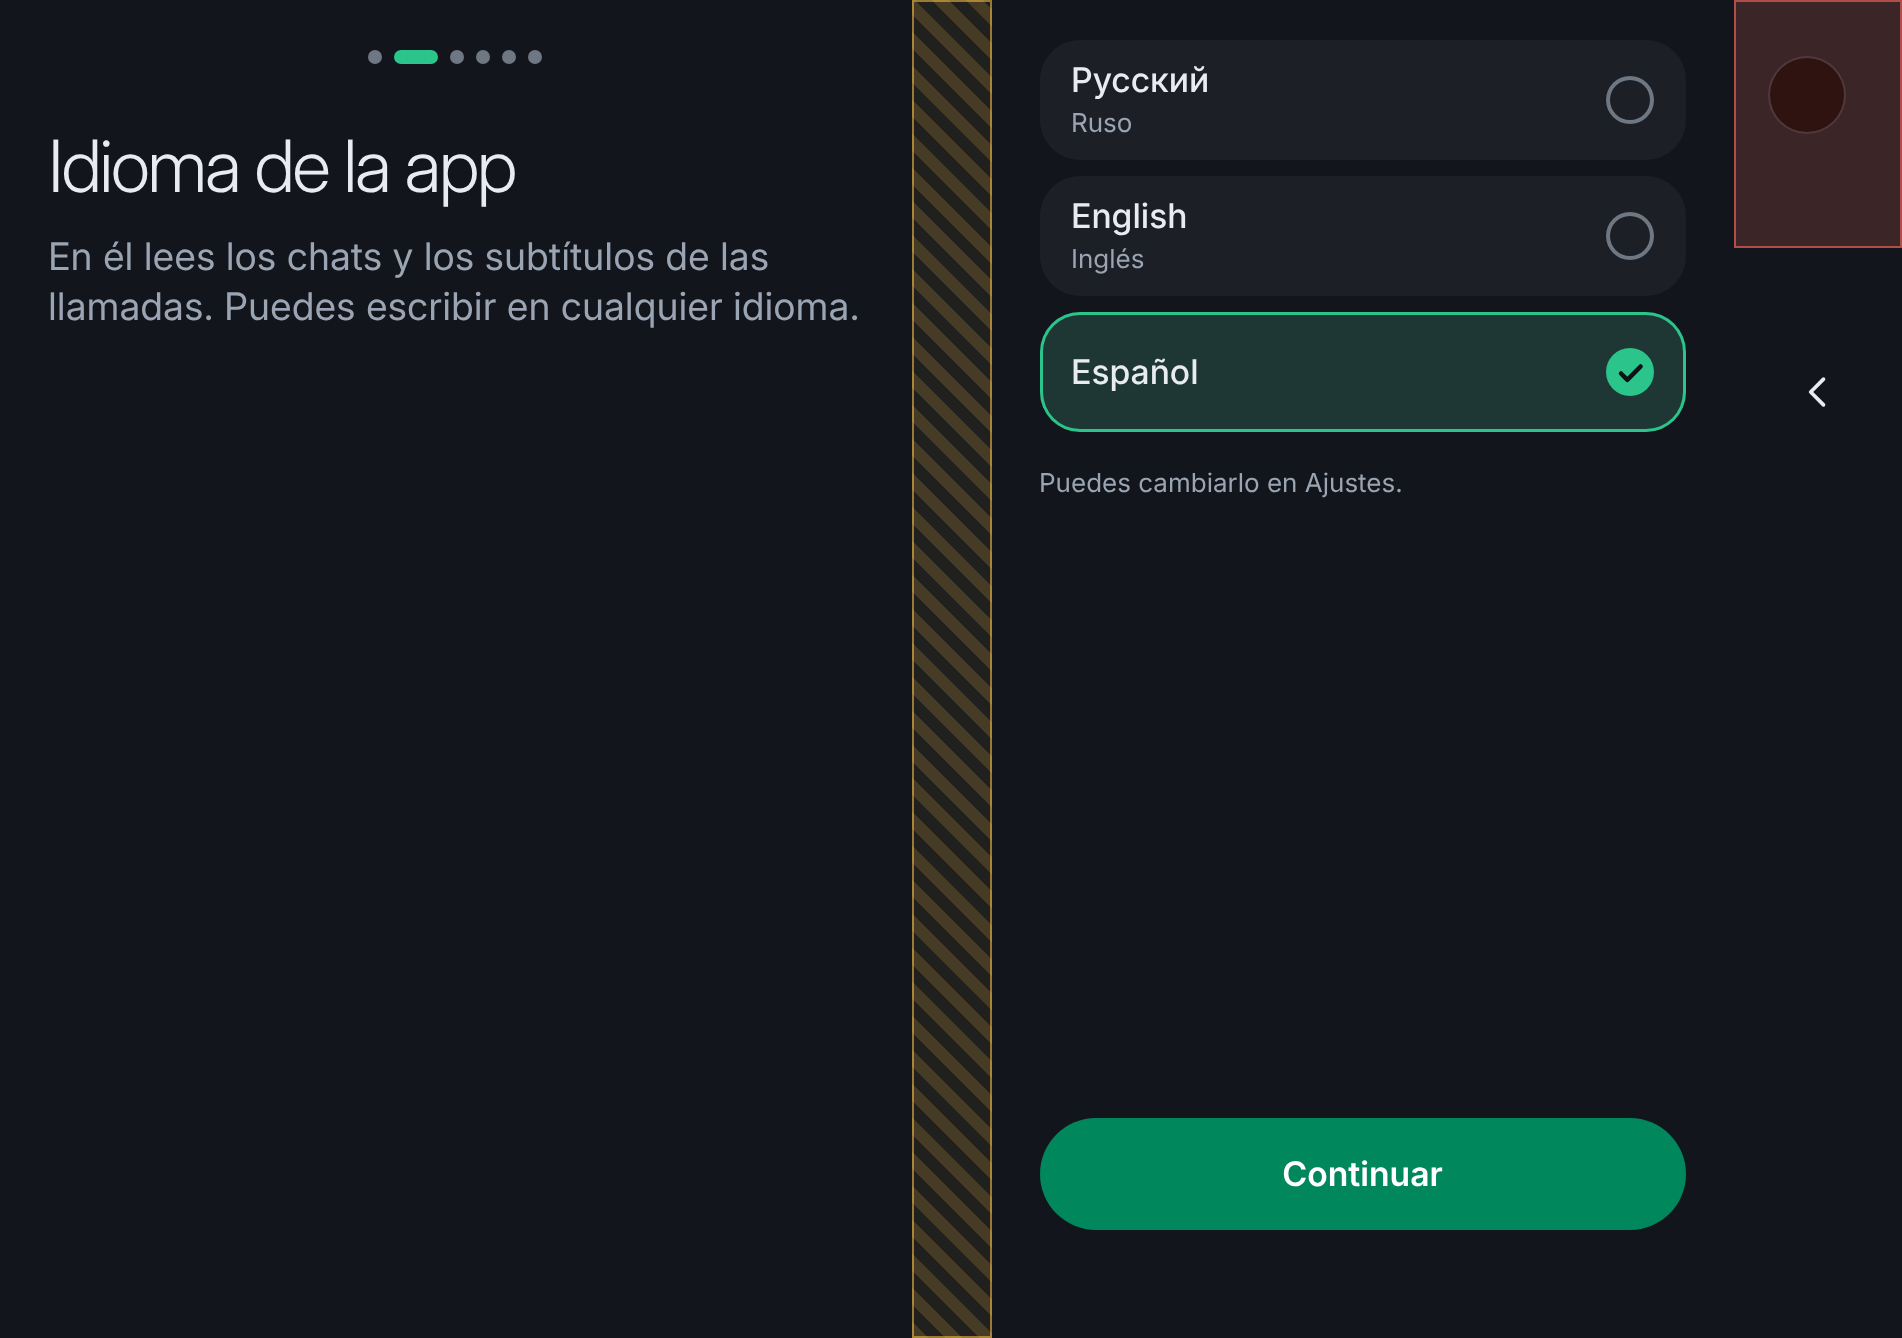 Idioma de la app
En él lees los chats y los subtítulos de las
llamadas. Puedes escribir en cualquier idioma.
Русский
Ruso
English
Inglés
Español
Puedes cambiarlo en Ajustes.
Continuar